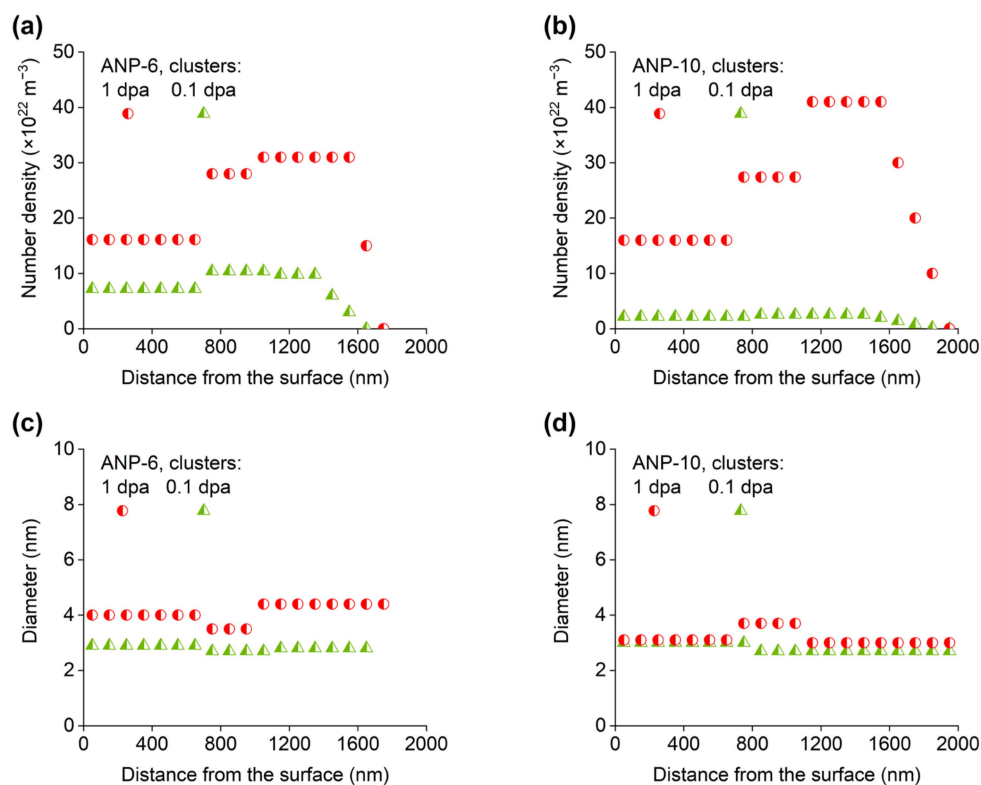 (a)
50
40
30
20
10
0
Number density (×10²² m⁻³)
ANP-6, clusters:
1 dpa 0.1 dpa
0 400 800 1200 1600 2000
Distance from the surface (nm)
(b)
50
40
30
20
10
0
Number density (×10²² m⁻³)
ANP-10, clusters:
1 dpa 0.1 dpa
0 400 800 1200 1600 2000
Distance from the surface (nm)
(c)
10
8
6
4
2
0
Diameter (nm)
ANP-6, clusters:
1 dpa 0.1 dpa
0 400 800 1200 1600 2000
Distance from the surface (nm)
(d)
10
8
6
4
2
0
Diameter (nm)
ANP-10, clusters:
1 dpa 0.1 dpa
0 400 800 1200 1600 2000
Distance from the surface (nm)